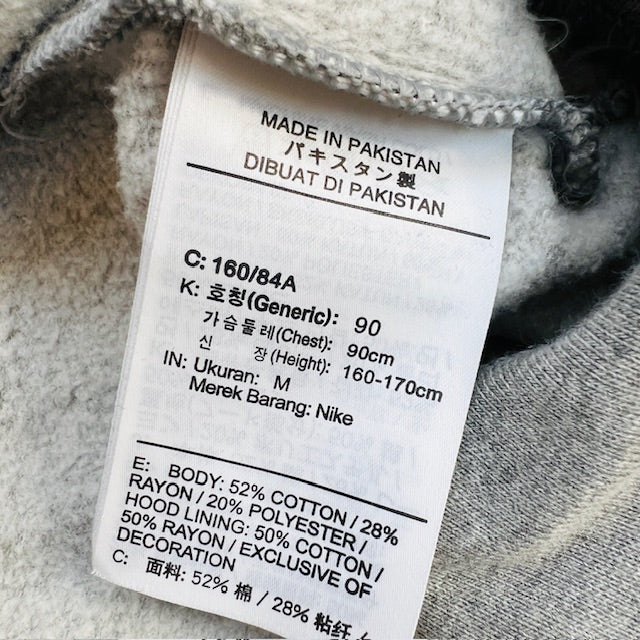 MADE IN PAKISTAN
パキスタン製
DIBUAT DI PAKISTAN
C: 160/84A
K: 호칭(Generic): 90
가슴둘레(Chest): 90cm
신 장(Height): 160-170cm
IN: Ukuran: M
Merek Barang: Nike
E: BODY: 52% COTTON / 28%
RAYON / 20% POLYESTER /
HOOD LINING: 50% COTTON /
50% RAYON / EXCLUSIVE OF
DECORATION
C: 面料: 52% 棉 / 28% 粘纤 /